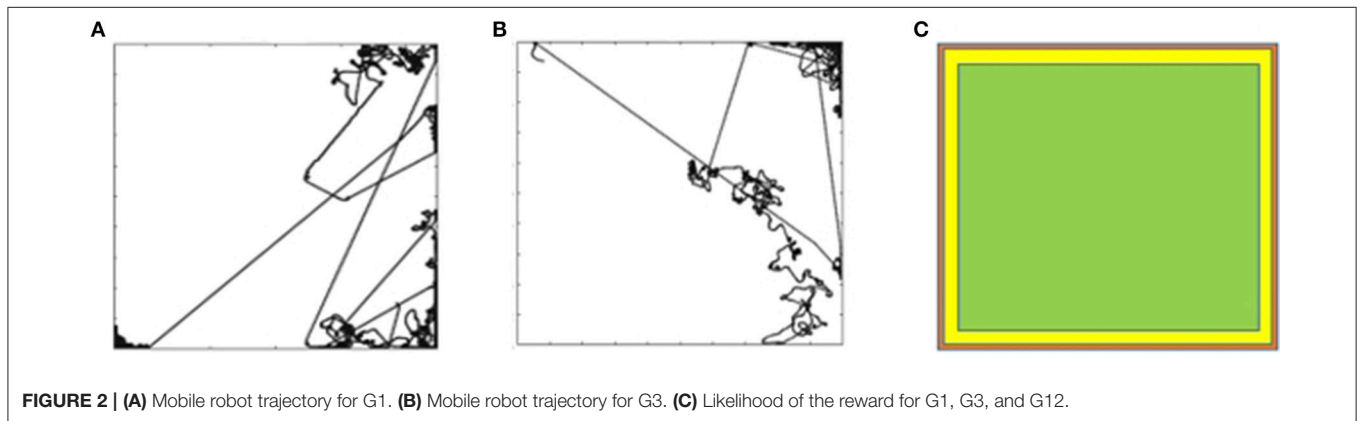 A
B
C
FIGURE 2 | (A) Mobile robot trajectory for G1. (B) Mobile robot trajectory for G3. (C) Likelihood of the reward for G1, G3, and G12.